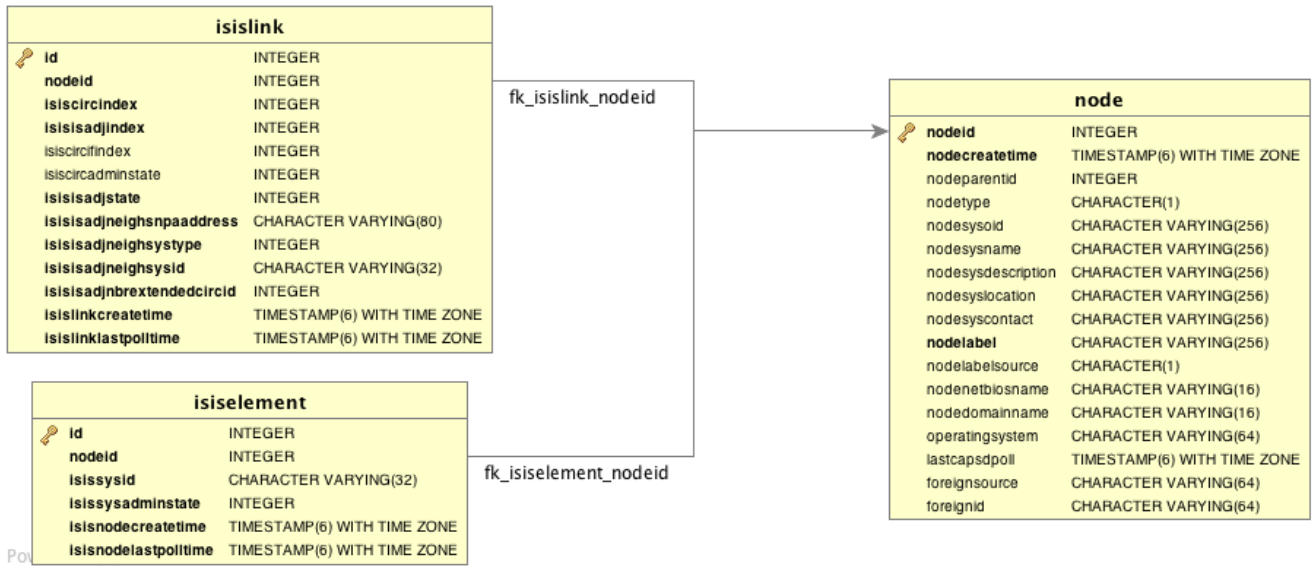 isislink
id INTEGER
nodeid INTEGER
isiscircindex INTEGER
isisisadjindex INTEGER
isiscircifindex INTEGER
isiscircadminstate INTEGER
isisisadjstate INTEGER
isisisadjneighsnpaaddress CHARACTER VARYING(80)
isisisadjneighsystype INTEGER
isisisadjneighsysid CHARACTER VARYING(32)
isisisadjnbrextendedcircid INTEGER
isislinkcreatetime TIMESTAMP(6) WITH TIME ZONE
isislinklastpolltime TIMESTAMP(6) WITH TIME ZONE
fk_isislink_nodeid
isiselement
id INTEGER
nodeid INTEGER
isissysid CHARACTER VARYING(32)
isissysadminstate INTEGER
isisnodecreatetime TIMESTAMP(6) WITH TIME ZONE
isisnodelastpolltime TIMESTAMP(6) WITH TIME ZONE
fk_isiselement_nodeid
node
nodeid INTEGER
nodecreatetime TIMESTAMP(6) WITH TIME ZONE
nodeparentid INTEGER
nodetype CHARACTER(1)
nodesysoid CHARACTER VARYING(256)
nodesysname CHARACTER VARYING(256)
nodesysdescription CHARACTER VARYING(256)
nodesyslocation CHARACTER VARYING(256)
nodesyscontact CHARACTER VARYING(256)
nodelabel CHARACTER VARYING(256)
nodelabelsource CHARACTER(1)
nodenetbiosname CHARACTER VARYING(16)
nodedomainname CHARACTER VARYING(16)
operatingsystem CHARACTER VARYING(64)
lastcapsdpoll TIMESTAMP(6) WITH TIME ZONE
foreignsource CHARACTER VARYING(64)
foreignid CHARACTER VARYING(64)